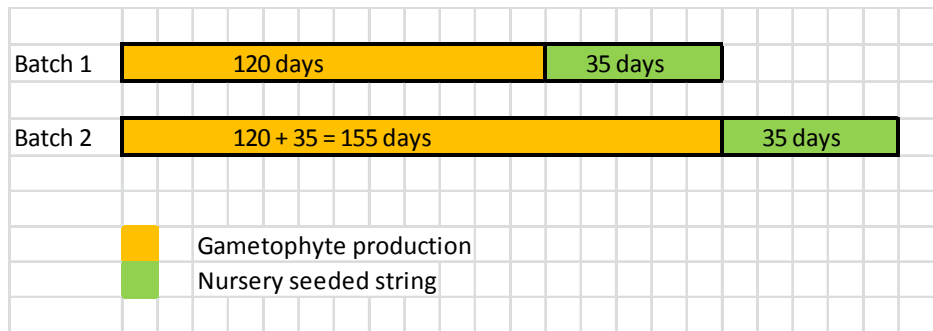 Batch 1 120 days 35 days
Batch 2 120 + 35 = 155 days 35 days
Gametophyte production
Nursery seeded string